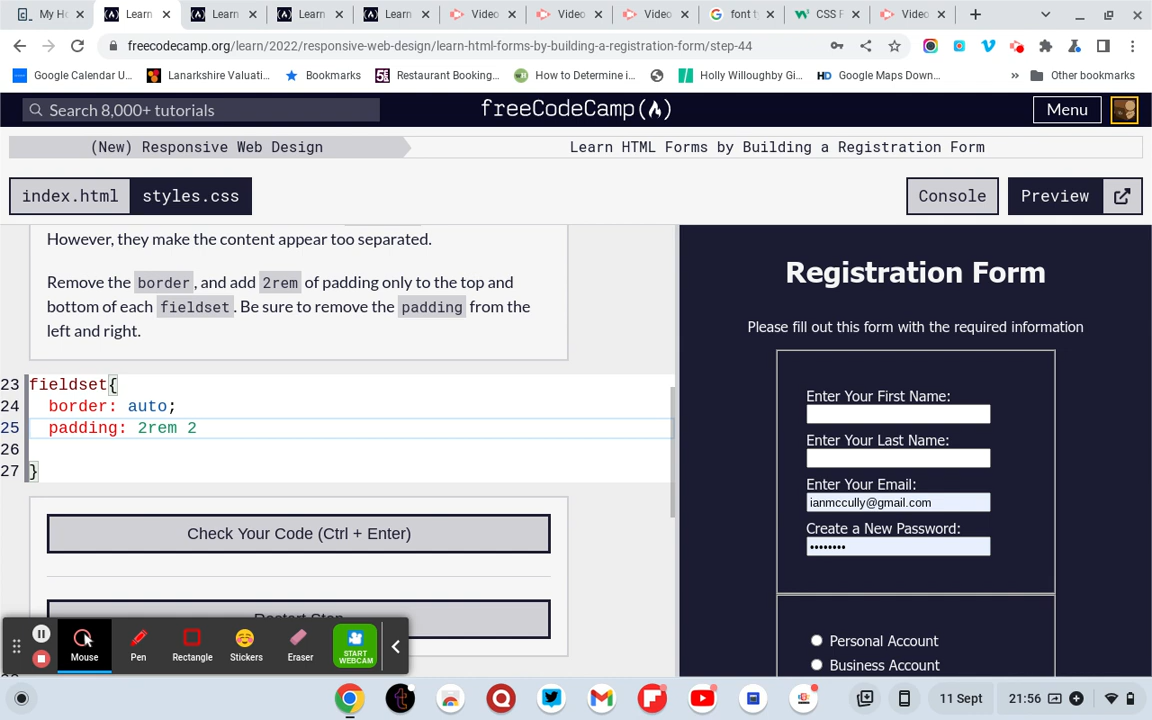 My H
Learn
Learn
Learn
Learn
Video
Video
Video
font t
CSS F
Video
freecodecamp.org/learn/2022/responsive-web-design/learn-html-forms-by-building-a-registration-form/step-44
Google Calendar U...
Lanarkshire Valuati...
Bookmarks
Restaurant Booking...
How to Determine i...
Holly Willoughby Gi...
HD Google Maps Down...
» Other bookmarks
Search 8,000+ tutorials
freeCodeCamp
Menu
(New) Responsive Web Design
Learn HTML Forms by Building a Registration Form
index.html
styles.css
Console
Preview
However, they make the content appear too separated.
Remove the border, and add 2rem of padding only to the top and
bottom of each fieldset. Be sure to remove the padding from the
left and right.
23 fieldset{
24 border: auto;
25 padding: 2rem 2
26
27 }
Check Your Code (Ctrl + Enter)
Restart Step
Registration Form
Please fill out this form with the required information
Enter Your First Name:
Enter Your Last Name:
Enter Your Email:
ianmccully@gmail.com
Create a New Password:
••••••••
Personal Account
Business Account
Mouse
Pen
Rectangle
Stickers
Eraser
START
WEBCAM
11 Sept
21:56